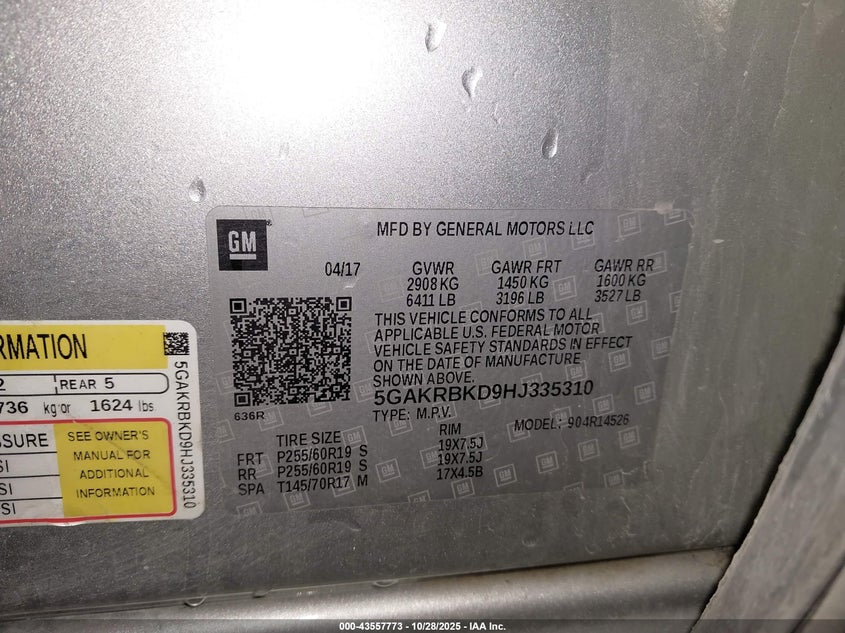 GM
MFD BY GENERAL MOTORS LLC
04/17
GVWR GAWR FRT GAWR RR
2908 KG 1450 KG 1600 KG
6411 LB 3196 LB 3527 LB
THIS VEHICLE CONFORMS TO ALL
APPLICABLE U.S. FEDERAL MOTOR
VEHICLE SAFETY STANDARDS IN EFFECT
ON THE DATE OF MANUFACTURE
SHOWN ABOVE.
5GAKRBKD9HJ335310
TYPE: M.P.V. MODEL: 904R14526
636R
TIRE SIZE RIM
FRT P255/60R19 S 19X7.5J
RR P255/60R19 S 19X7.5J
SPA T145/70R17 M 17X4.5B
RMATION
2 REAR 5
736 kg or 1624 lbs
SSURE SEE OWNER'S
MANUAL FOR
SI ADDITIONAL
SI INFORMATION
SI
5GAKRBKD9HJ335310
000-43557773 - 10/28/2025 - IAA Inc.